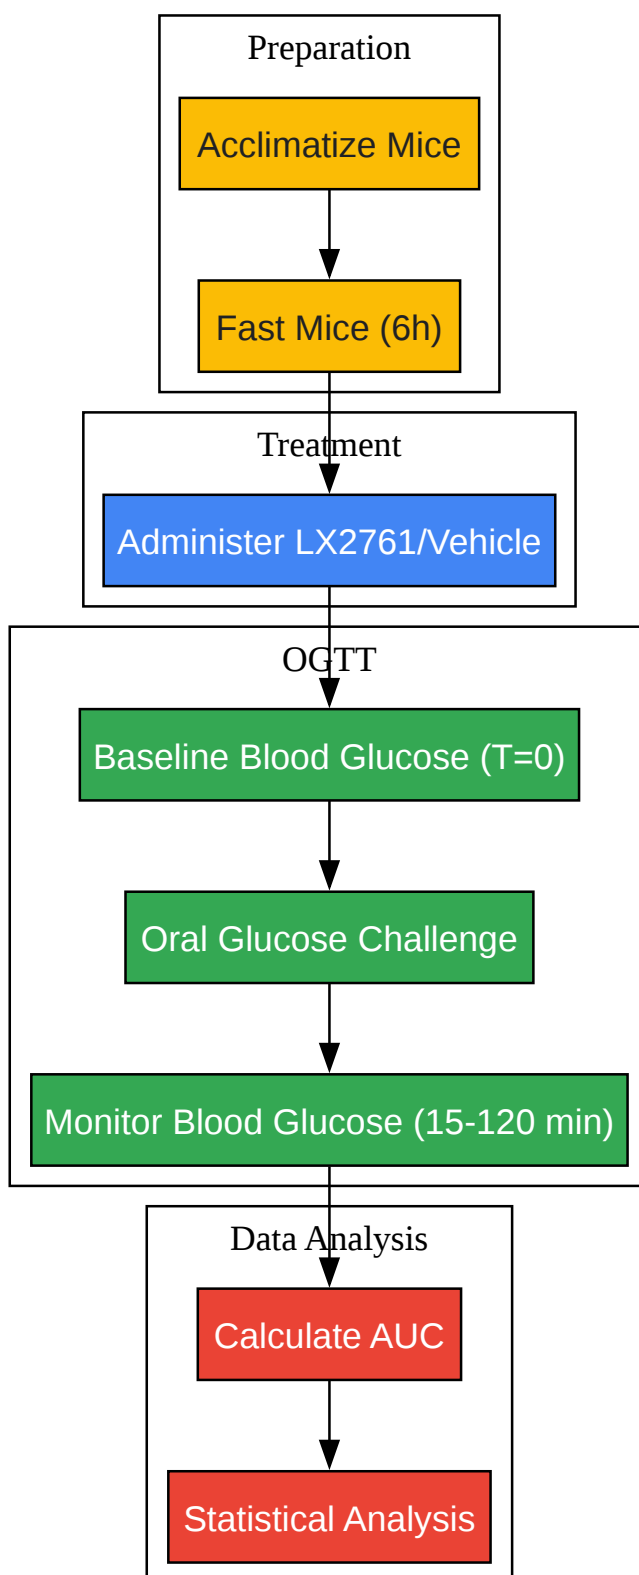 Preparation
Acclimatize Mice
Fast Mice (6h)
Treatment
Administer LX2761/Vehicle
OGTT
Baseline Blood Glucose (T=0)
Oral Glucose Challenge
Monitor Blood Glucose (15-120 min)
Data Analysis
Calculate AUC
Statistical Analysis